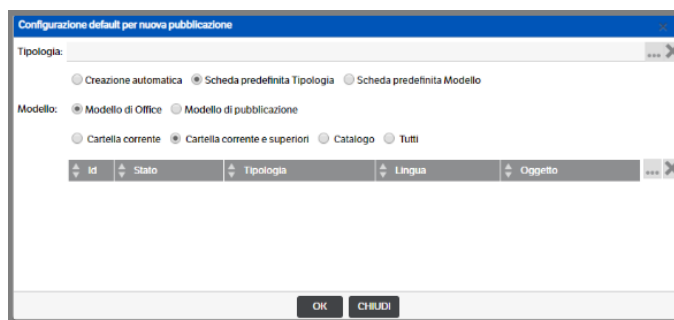 Configurazione default per nuova pubblicazione
Tipologia:
...
Creazione automatica Scheda predefinita Tipologia Scheda predefinita Modello
Modello: Modello di Office Modello di pubblicazione
Cartella corrente Cartella corrente e superiori Catalogo Tutti
Id Stato Tipologia Lingua Oggetto ...
OK CHIUDI